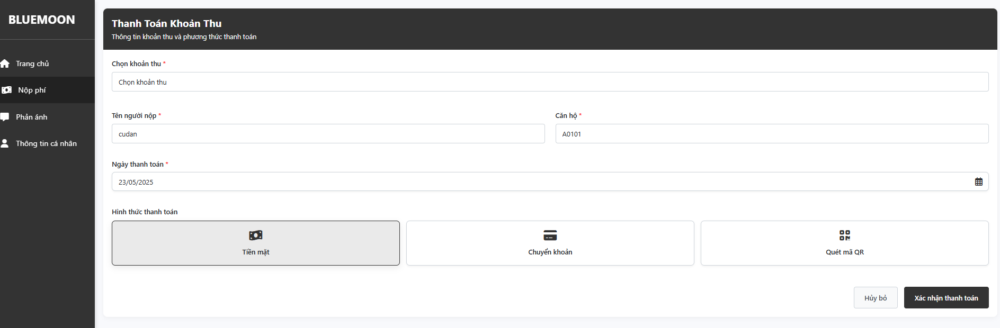 BLUEMOON
Trang chủ
Nộp phí
Phản ánh
Thông tin cá nhân
Thanh Toán Khoản Thu
Thông tin khoản thu và phương thức thanh toán
Chọn khoản thu *
Chọn khoản thu
Tên người nộp *
Căn hộ *
cudan
A0101
Ngày thanh toán *
23/05/2025
Hình thức thanh toán
Tiền mặt
Chuyển khoản
Quét mã QR
Hủy bỏ
Xác nhận thanh toán